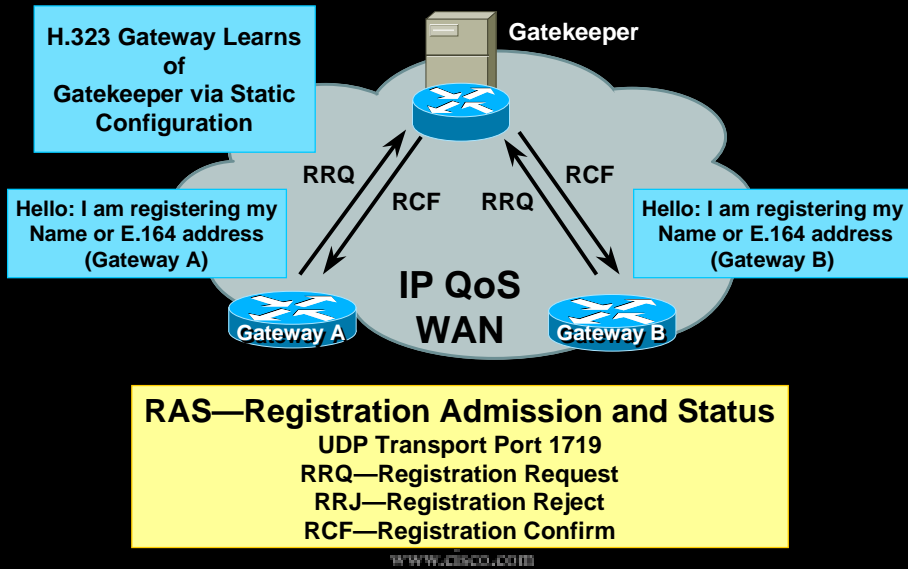 H.323 Gateway Learns
of
Gatekeeper via Static
Configuration
Gatekeeper
RRQ
RCF
RRQ
RCF
Hello: I am registering my
Name or E.164 address
(Gateway A)
Hello: I am registering my
Name or E.164 address
(Gateway B)
IP QoS
WAN
Gateway A
Gateway B
RAS—Registration Admission and Status
UDP Transport Port 1719
RRQ—Registration Request
RRJ—Registration Reject
RCF—Registration Confirm
www.cisco.com